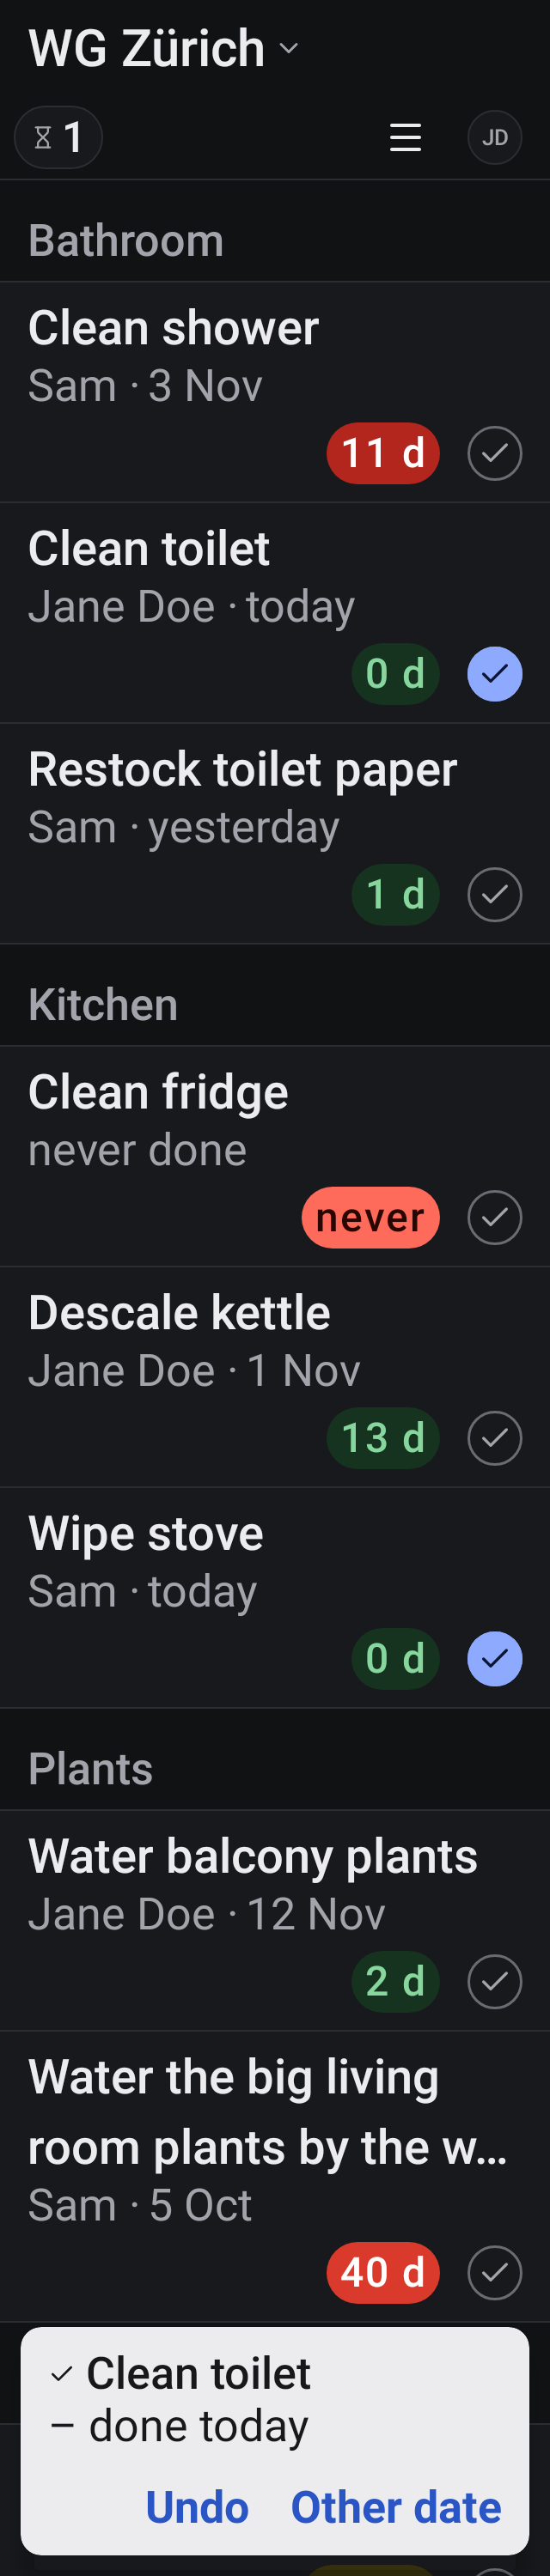 WG Zürich
1
JD
Bathroom
Clean shower
Sam · 3 Nov
11 d
Clean toilet
Jane Doe · today
0 d
Restock toilet paper
Sam · yesterday
1 d
Kitchen
Clean fridge
never done
never
Descale kettle
Jane Doe · 1 Nov
13 d
Wipe stove
Sam · today
0 d
Plants
Water balcony plants
Jane Doe · 12 Nov
2 d
Water the big living
room plants by the w…
Sam · 5 Oct
40 d
✓ Clean toilet
– done today
Undo Other date